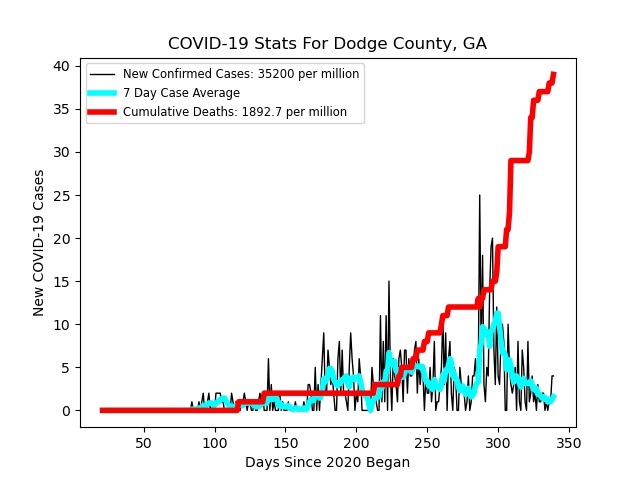 COVID-19 Stats For Dodge County, GA
New Confirmed Cases: 35200 per million
7 Day Case Average
Cumulative Deaths: 1892.7 per million
New COVID-19 Cases
40
35
30
25
20
15
10
5
0
50
100
150
200
250
300
350
Days Since 2020 Began